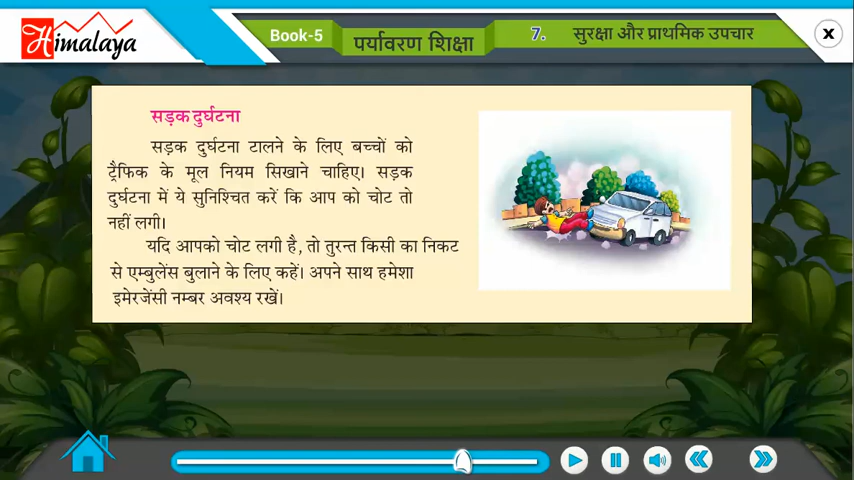 Himalaya
Book-5
पर्यावरण शिक्षा
7. सुरक्षा और प्राथमिक उपचार
X
सड़क दुर्घटना
सड़क दुर्घटना टालने के लिए बच्चों को
ट्रैफिक के मूल नियम सिखाने चाहिए। सड़क
दुर्घटना में ये सुनिश्चित करें कि आप को चोट तो
नहीं लगी।
यदि आपको चोट लगी है, तो तुरन्त किसी का निकट
से एम्बुलेंस बुलाने के लिए कहें। अपने साथ हमेशा
इमेरजेंसी नम्बर अवश्य रखें।